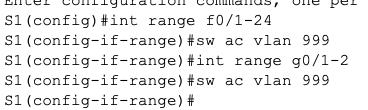 Enter configuration commands, one per
S1(config)#int range f0/1-24
S1(config-if-range)#sw ac vlan 999
S1(config-if-range)#int range g0/1-2
S1(config-if-range)#sw ac vlan 999
S1(config-if-range)#